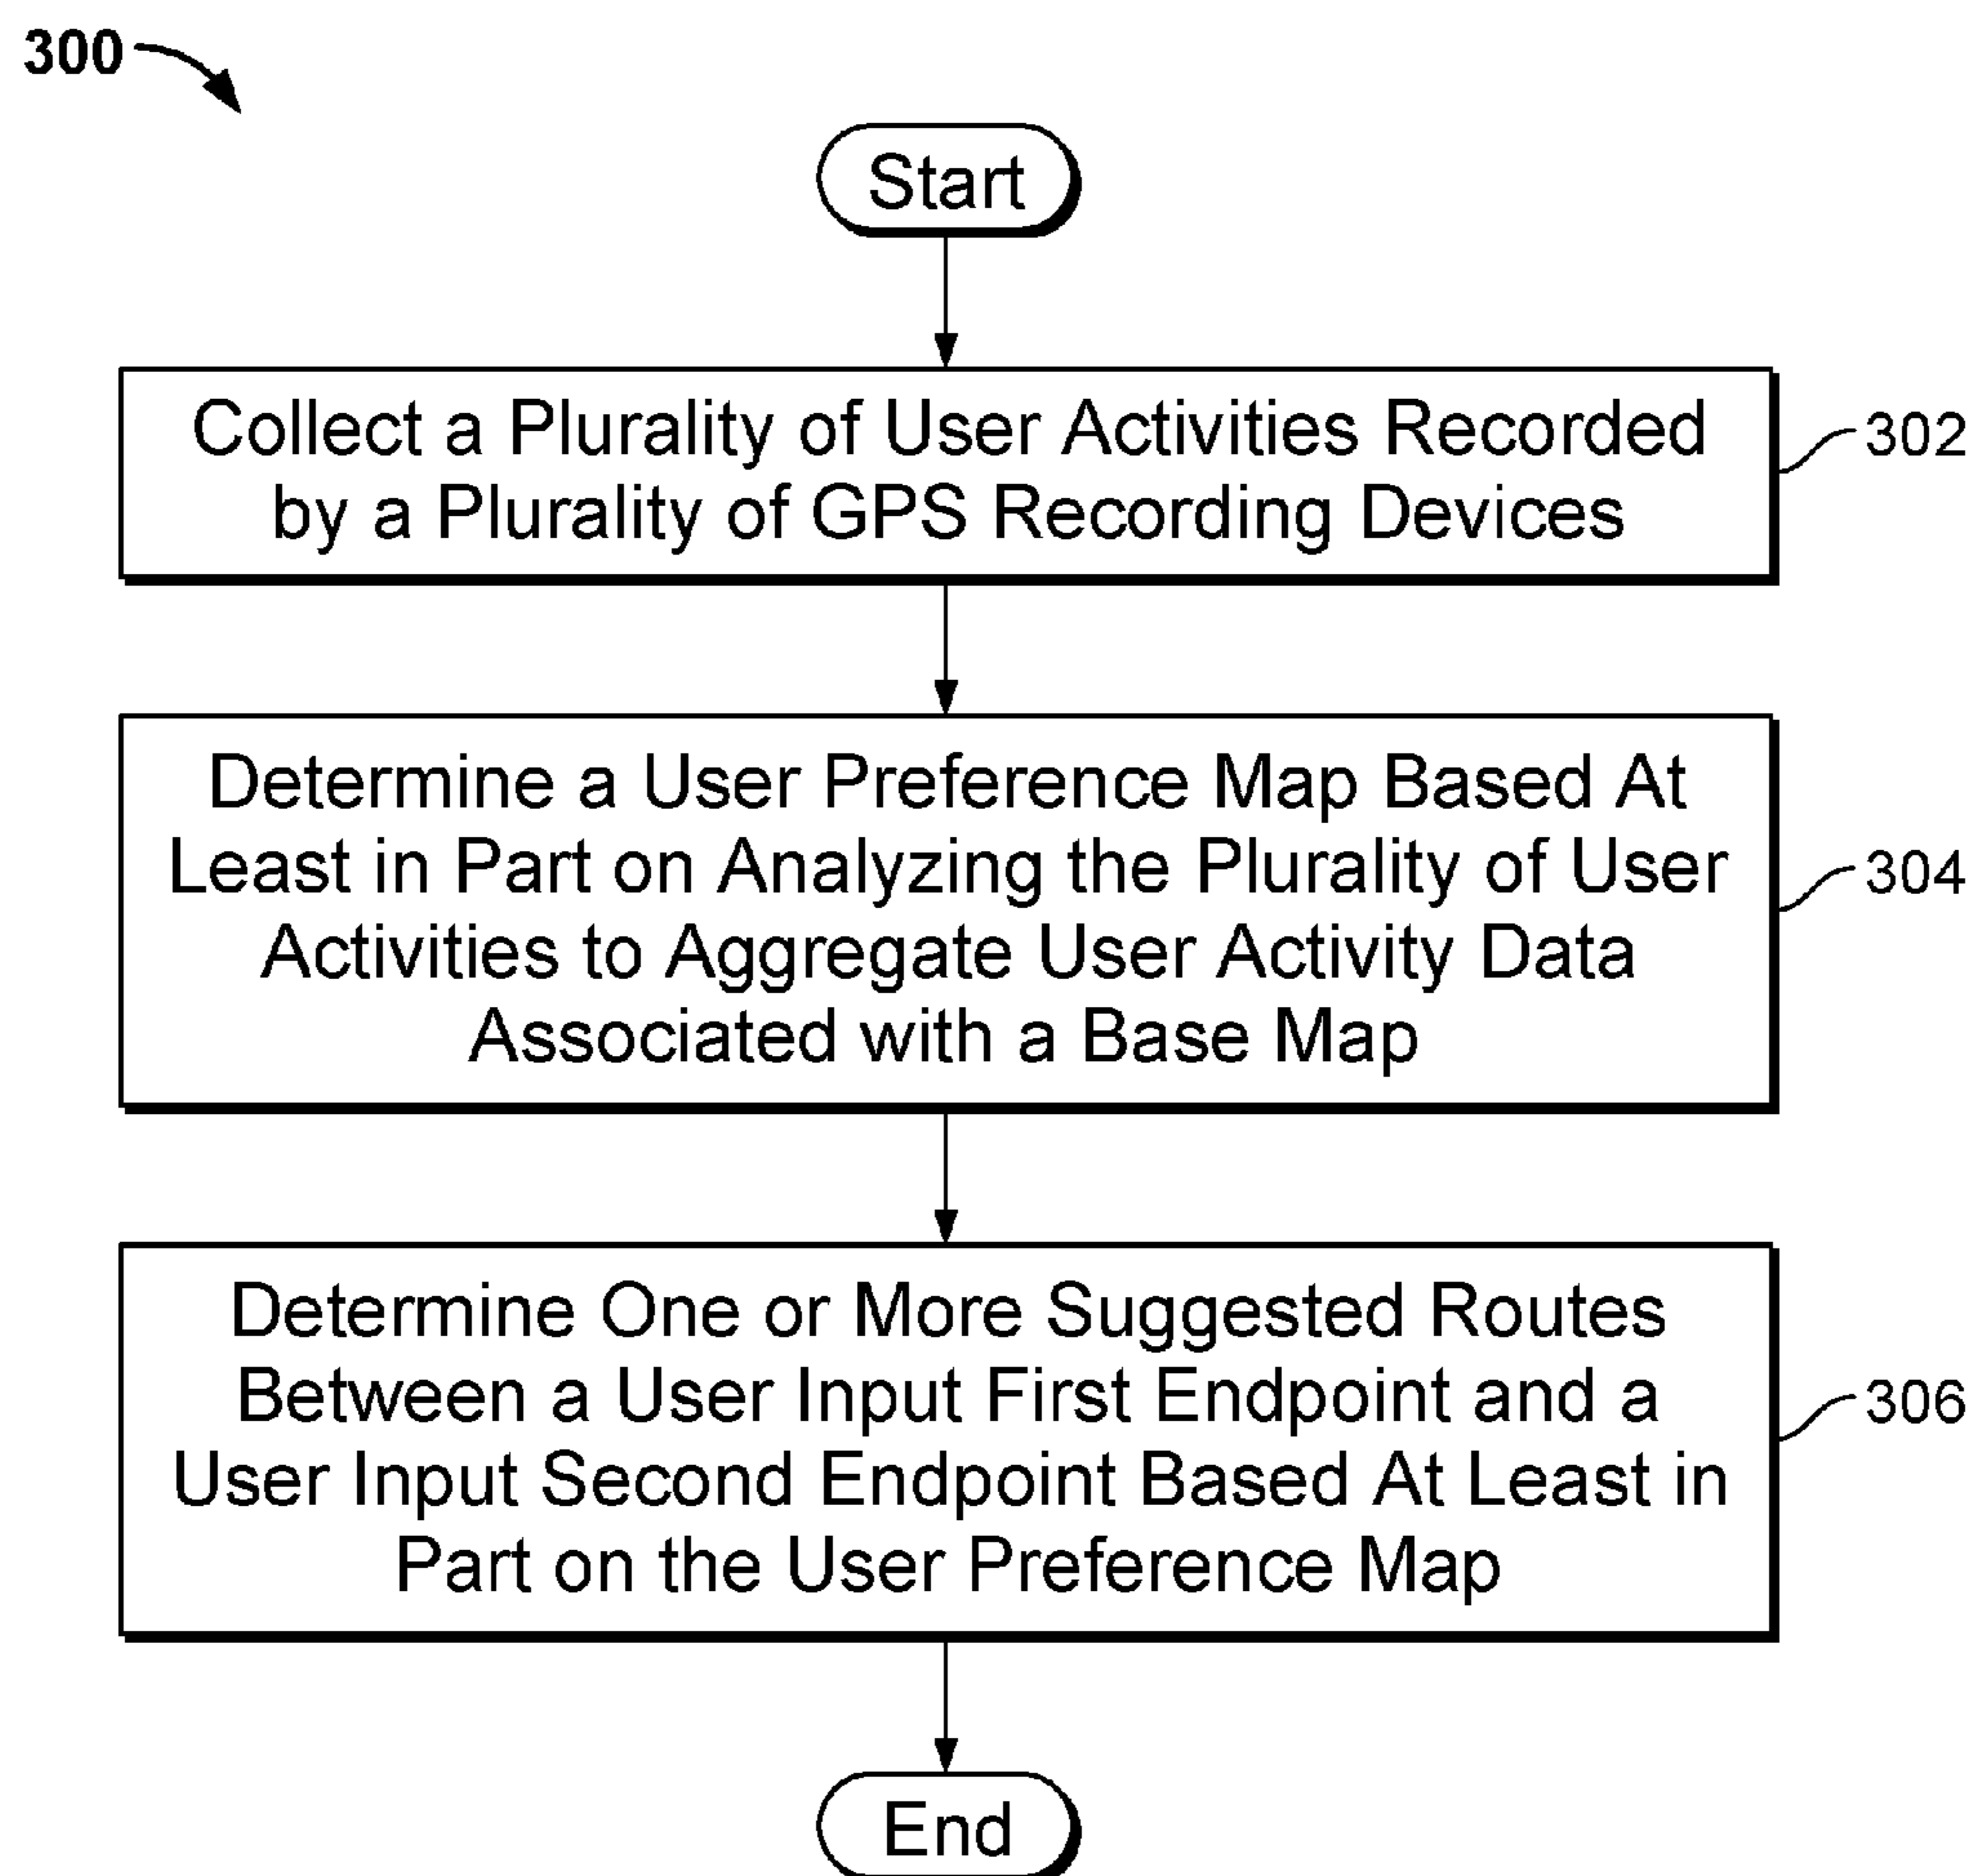 300
Start
Collect a Plurality of User Activities Recorded
by a Plurality of GPS Recording Devices
302
Determine a User Preference Map Based At
Least in Part on Analyzing the Plurality of User
Activities to Aggregate User Activity Data
Associated with a Base Map
304
Determine One or More Suggested Routes
Between a User Input First Endpoint and a
User Input Second Endpoint Based At Least in
Part on the User Preference Map
306
End